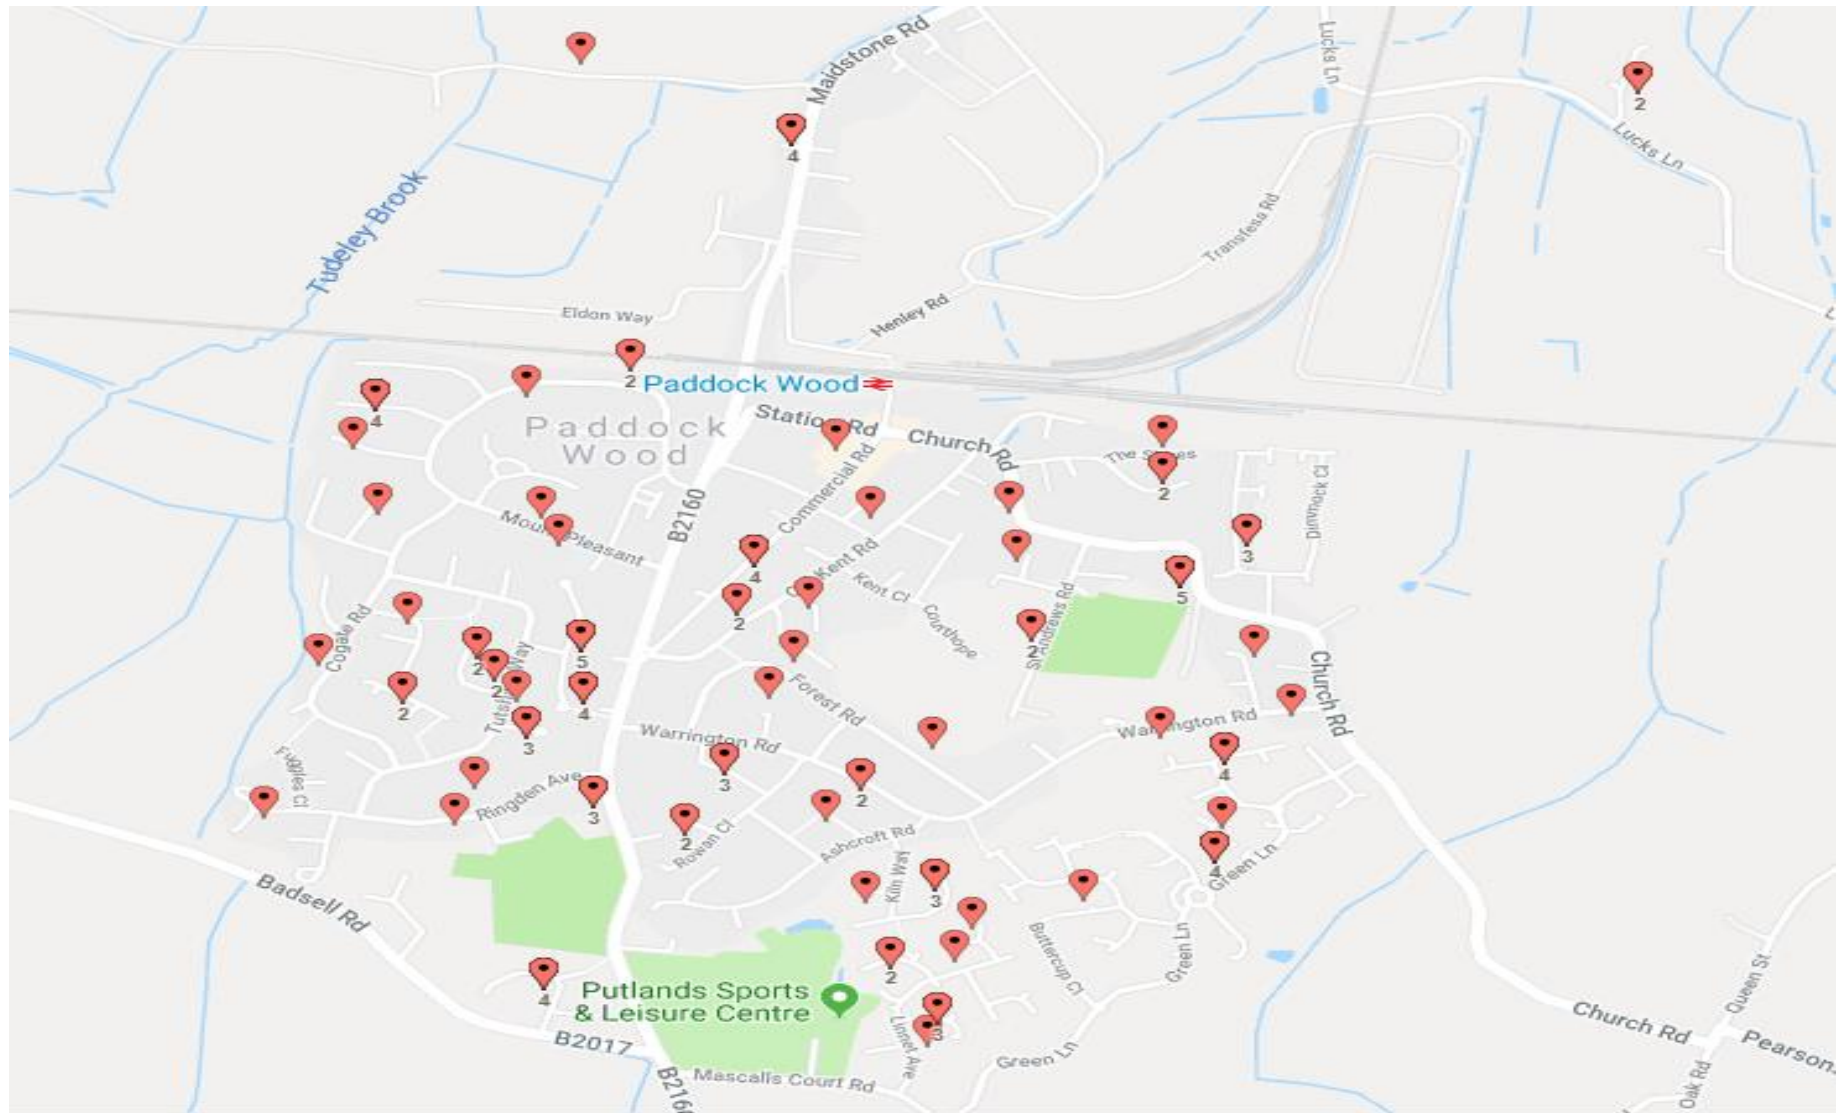 Maidstone Rd
Lucks Ln
2
4
Lucks Ln
Tudeley Brook
Transfesa Rd
Eldon Way
Henley Rd
2
Paddock Wood
4
Station Rd
Paddock
Wood
Church Rd
2
Commercial Rd
B2160
Mount Pleasant
Dimmock Cl
3
4
Kent Rd
Kent Cl
5
2
Courthope
St Andrews Rd
2
Cogate Rd
5
2
2
2
4
Church Rd
Forest Rd
Warrington Rd
Warrington Rd
3
4
Fuggles Cl
Ringden Ave
3
3
2
2
Rowan Cl
Ashcroft Rd
4
Green Ln
Kiln Way
3
Badsell Rd
Buttercup Cl
Green Ln
2
4
Putlands Sports
& Leisure Centre
Linnet Ave
Queen St
Church Rd
Pearsons
B2017
Green Ln
Mascalls Court Rd
B2160
Oak Rd